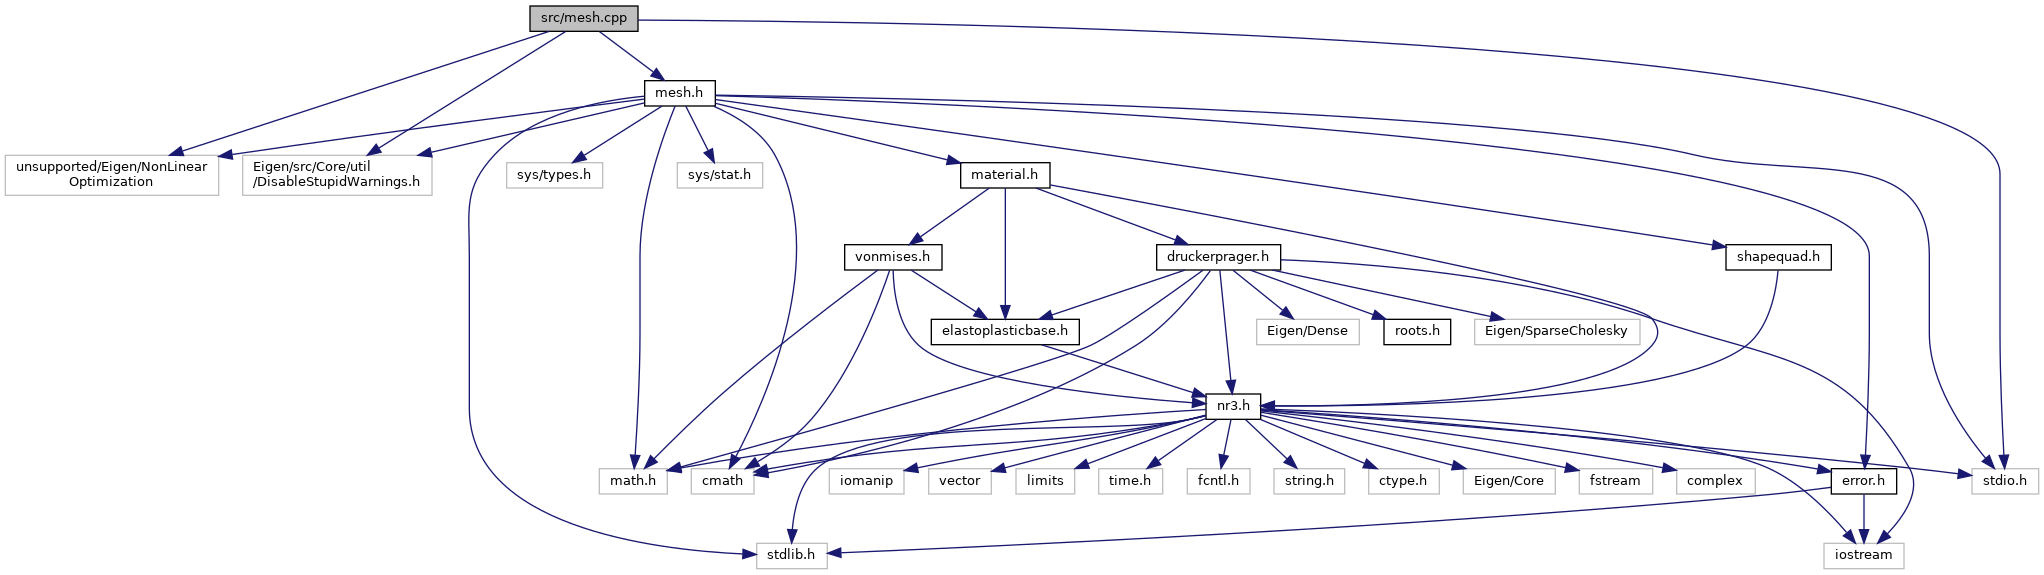 src/mesh.cpp
mesh.h
unsupported/Eigen/NonLinear
Optimization
Eigen/src/Core/util
/DisableStupidWarnings.h
sys/types.h
sys/stat.h
material.h
vonmises.h
druckerprager.h
shapequad.h
elastoplasticbase.h
Eigen/Dense
roots.h
Eigen/SparseCholesky
nr3.h
math.h
cmath
iomanip
vector
limits
time.h
fcntl.h
string.h
ctype.h
Eigen/Core
fstream
complex
error.h
stdio.h
stdlib.h
iostream